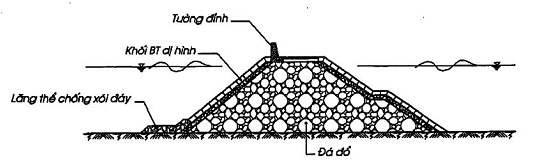 Tường đỉnh
Khối BT dị hình
Lăng thể chống xói đáy
Đá đổ